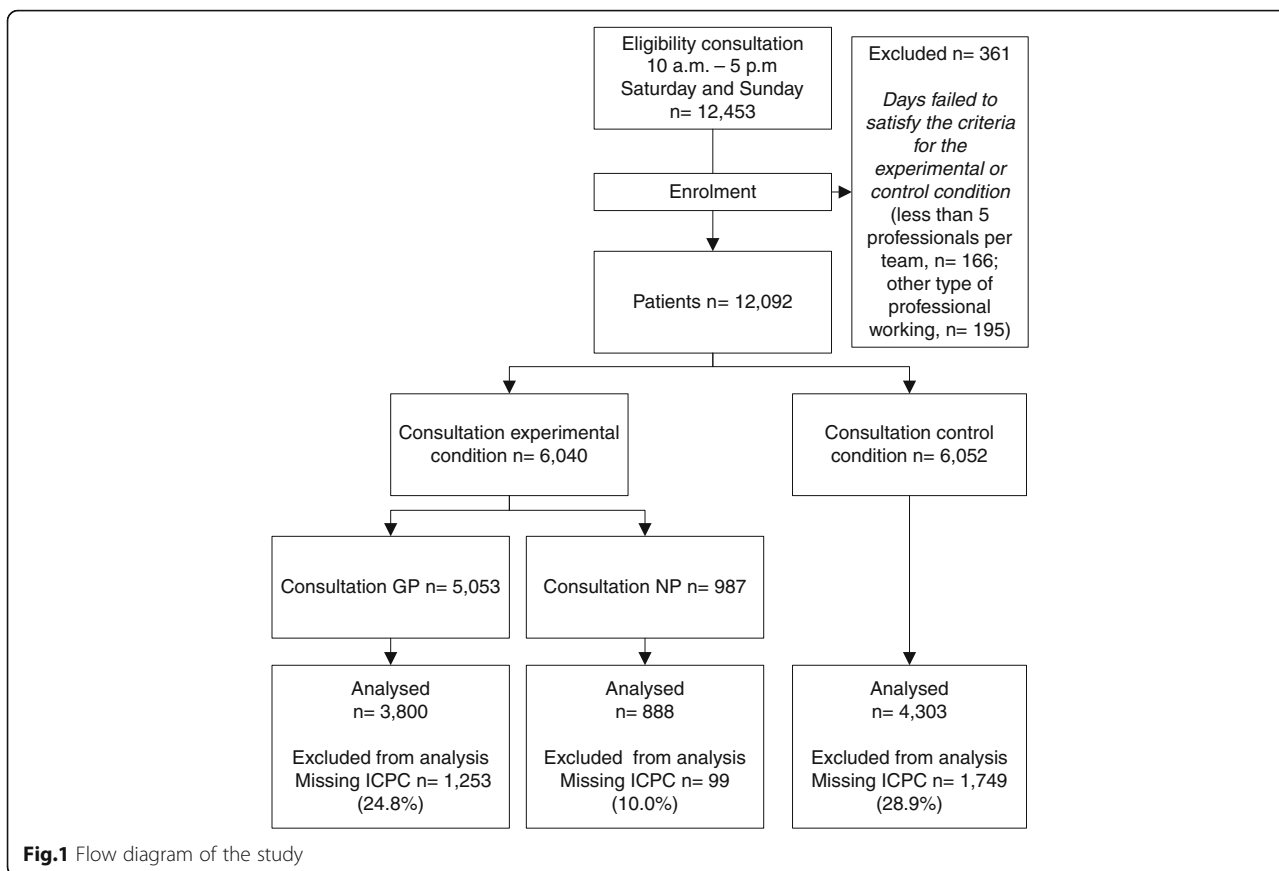 Eligibility consultation
10 a.m. – 5 p.m
Saturday and Sunday
n= 12,453
Excluded n= 361
Days failed to
satisfy the criteria
for the
experimental or
control condition
(less than 5
professionals per
team, n= 166;
other type of
professional
working, n= 195)
Enrolment
Patients n= 12,092
Consultation experimental
condition n= 6,040
Consultation control
condition n= 6,052
Consultation GP n= 5,053
Consultation NP n= 987
Analysed
n= 3,800
Excluded from analysis
Missing ICPC n= 1,253
(24.8%)
Analysed
n= 888
Excluded from analysis
Missing ICPC n= 99
(10.0%)
Analysed
n= 4,303
Excluded from analysis
Missing ICPC n= 1,749
(28.9%)
Fig.1 Flow diagram of the study